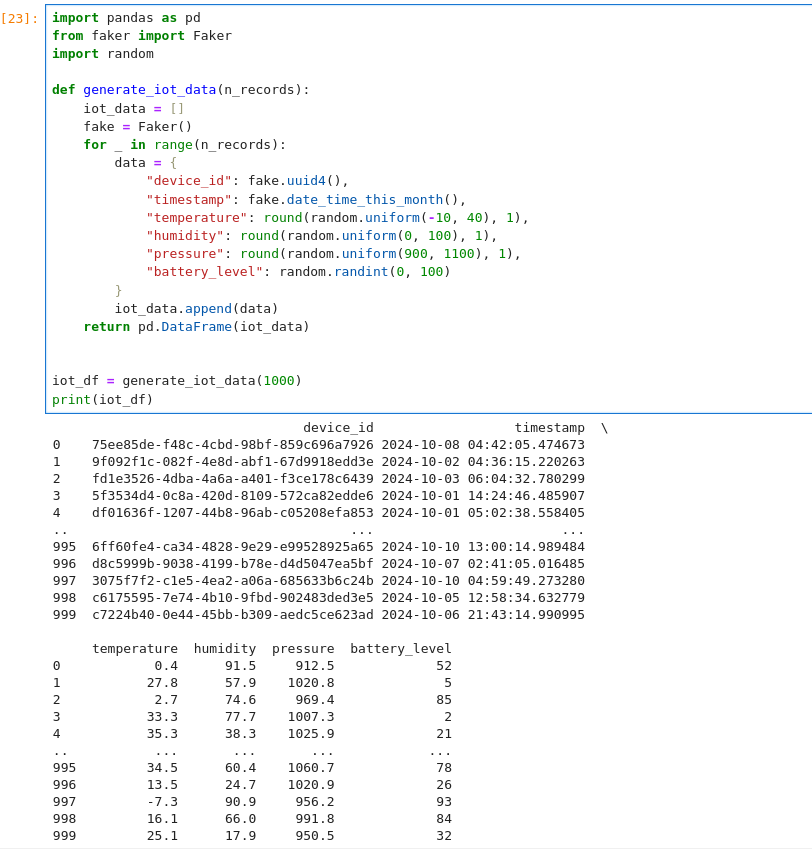 [23]: import pandas as pd
from faker import Faker
import random

def generate_iot_data(n_records):
    iot_data = []
    fake = Faker()
    for _ in range(n_records):
        data = {
            "device_id": fake.uuid4(),
            "timestamp": fake.date_time_this_month(),
            "temperature": round(random.uniform(-10, 40), 1),
            "humidity": round(random.uniform(0, 100), 1),
            "pressure": round(random.uniform(900, 1100), 1),
            "battery_level": random.randint(0, 100)
        }
        iot_data.append(data)
    return pd.DataFrame(iot_data)


iot_df = generate_iot_data(1000)
print(iot_df)
                                device_id                  timestamp  \
0    75ee85de-f48c-4cbd-98bf-859c696a7926 2024-10-08 04:42:05.474673
1    9f092f1c-082f-4e8d-abf1-67d9918edd3e 2024-10-02 04:36:15.220263
2    fd1e3526-4dba-4a6a-a401-f3ce178c6439 2024-10-03 06:04:32.780299
3    5f3534d4-0c8a-420d-8109-572ca82edde6 2024-10-01 14:24:46.485907
4    df01636f-1207-44b8-96ab-c05208efa853 2024-10-01 05:02:38.558405
..                                    ...                        ...
995  6ff60fe4-ca34-4828-9e29-e99528925a65 2024-10-10 13:00:14.989484
996  d8c5999b-9038-4199-b78e-d4d5047ea5bf 2024-10-07 02:41:05.016485
997  3075f7f2-c1e5-4ea2-a06a-685633b6c24b 2024-10-10 04:59:49.273280
998  c6175595-7e74-4b10-9fbd-902483ded3e5 2024-10-05 12:58:34.632779
999  c7224b40-0e44-45bb-b309-aedc5ce623ad 2024-10-06 21:43:14.990995

     temperature  humidity  pressure  battery_level
0            0.4      91.5     912.5             52
1           27.8      57.9    1020.8              5
2            2.7      74.6     969.4             85
3           33.3      77.7    1007.3              2
4           35.3      38.3    1025.9             21
..           ...       ...       ...            ...
995         34.5      60.4    1060.7             78
996         13.5      24.7    1020.9             26
997         -7.3      90.9     956.2             93
998         16.1      66.0     991.8             84
999         25.1      17.9     950.5             32